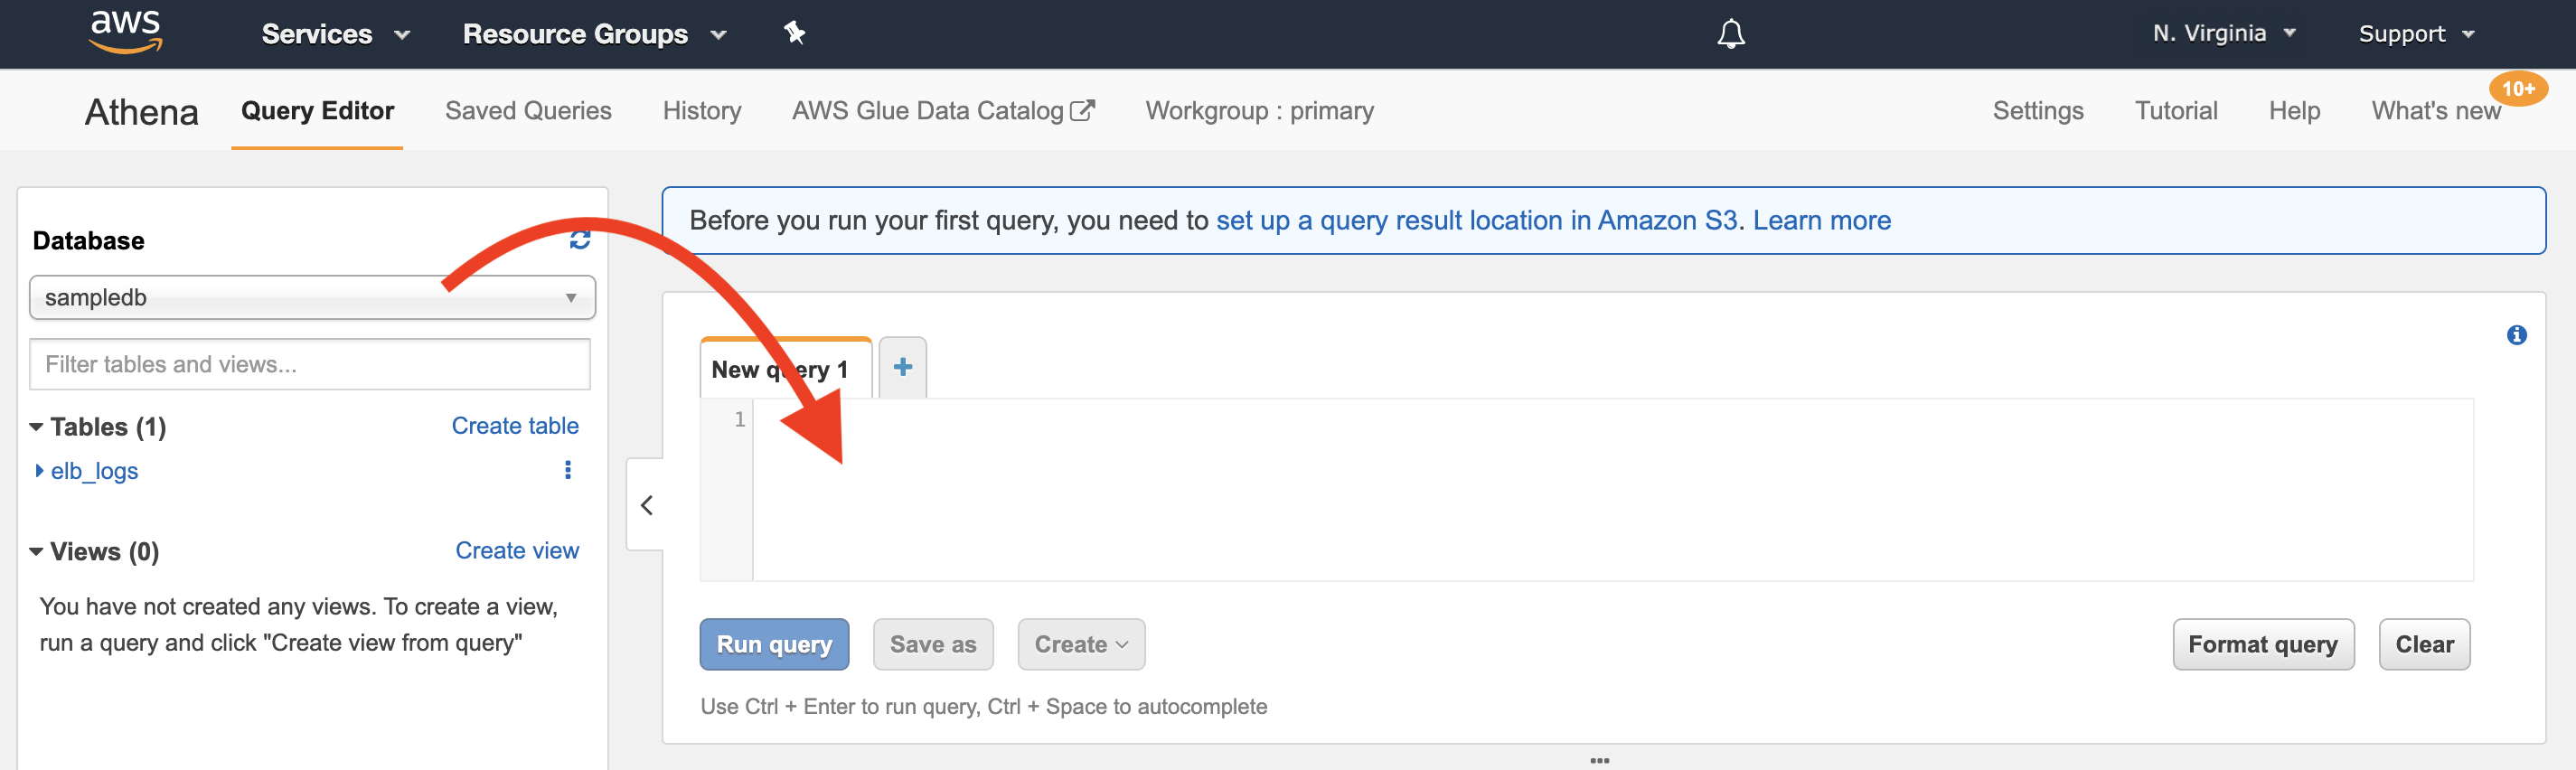 aws Services Resource Groups N. Virginia Support
Athena Query Editor Saved Queries History AWS Glue Data Catalog Workgroup : primary Settings Tutorial Help What's new 10+
Database
sampledb
Filter tables and views...
Tables (1) Create table
elb_logs
Views (0) Create view
You have not created any views. To create a view,
run a query and click "Create view from query"
Before you run your first query, you need to set up a query result location in Amazon S3. Learn more
New query 1 +
1
Run query Save as Create Format query Clear
Use Ctrl + Enter to run query, Ctrl + Space to autocomplete